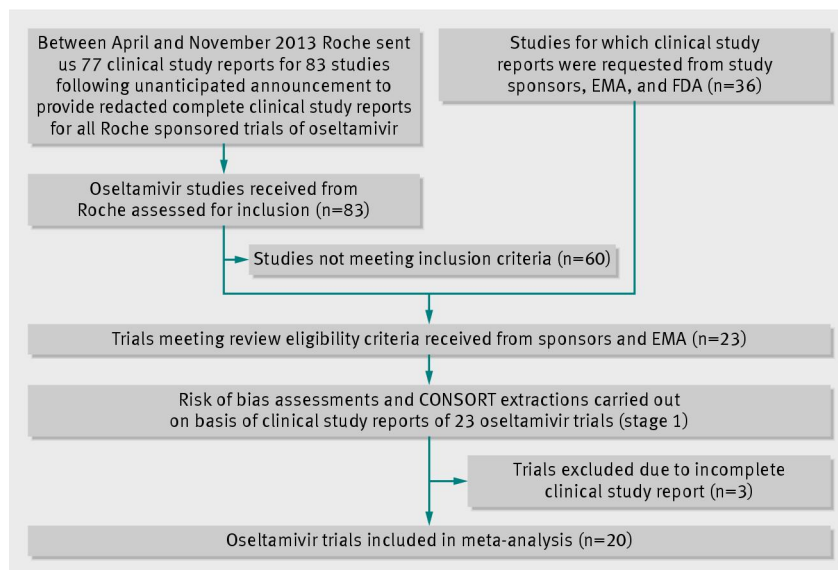 Between April and November 2013 Roche sent
us 77 clinical study reports for 83 studies
following unanticipated announcement to
provide redacted complete clinical study reports
for all Roche sponsored trials of oseltamivir
Studies for which clinical study
reports were requested from study
sponsors, EMA, and FDA (n=36)
Oseltamivir studies received from
Roche assessed for inclusion (n=83)
Studies not meeting inclusion criteria (n=60)
Trials meeting review eligibility criteria received from sponsors and EMA (n=23)
Risk of bias assessments and CONSORT extractions carried out
on basis of clinical study reports of 23 oseltamivir trials (stage 1)
Trials excluded due to incomplete
clinical study report (n=3)
Oseltamivir trials included in meta-analysis (n=20)